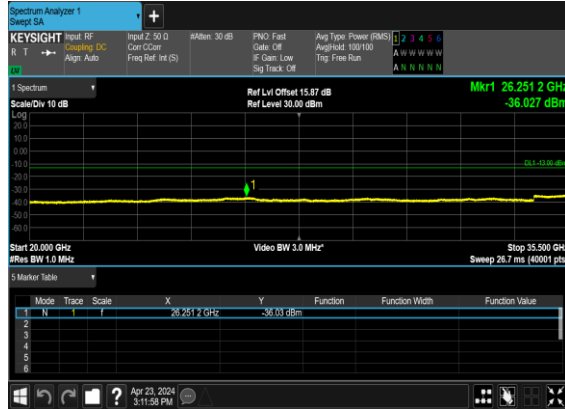 Spectrum Analyzer 1
Swept SA
KEYSIGHT Input: RF Input Z: 50 Ω #Atten: 30 dB PNO: Fast Avg Type: Power (RMS) 1 2 3 4 5 6
R T Coupling: DC Corr CCorr Gate: Off Avg|Hold: 100/100 A W W W W W
Align: Auto Freq Ref: Int (S) IF Gain: Low Trig: Free Run
LW Sig Track: Off A N N N N N
1 Spectrum Ref Lvl Offset 15.87 dB Mkr1 26.251 2 GHz
Scale/Div 10 dB Ref Level 30.00 dBm -36.027 dBm
Log
20.0
10.0
0.00
-10.0
DL1 -13.00 dBm
-20.0
1
-30.0
-40.0
-50.0
-60.0
Start 20.000 GHz Video BW 3.0 MHz* Stop 35.500 GHz
#Res BW 1.0 MHz Sweep 26.7 ms (40001 pts)
5 Marker Table
Mode Trace Scale X Y Function Function Width Function Value
1 N 1 f 26.251 2 GHz -36.03 dBm
2
3
4
5
6
? Apr 23, 2024
3:11:58 PM